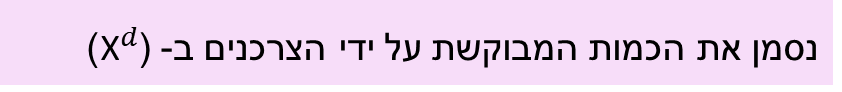 נסמן את הכמות המבוקשת על ידי הצרכנים ב- (X^d)